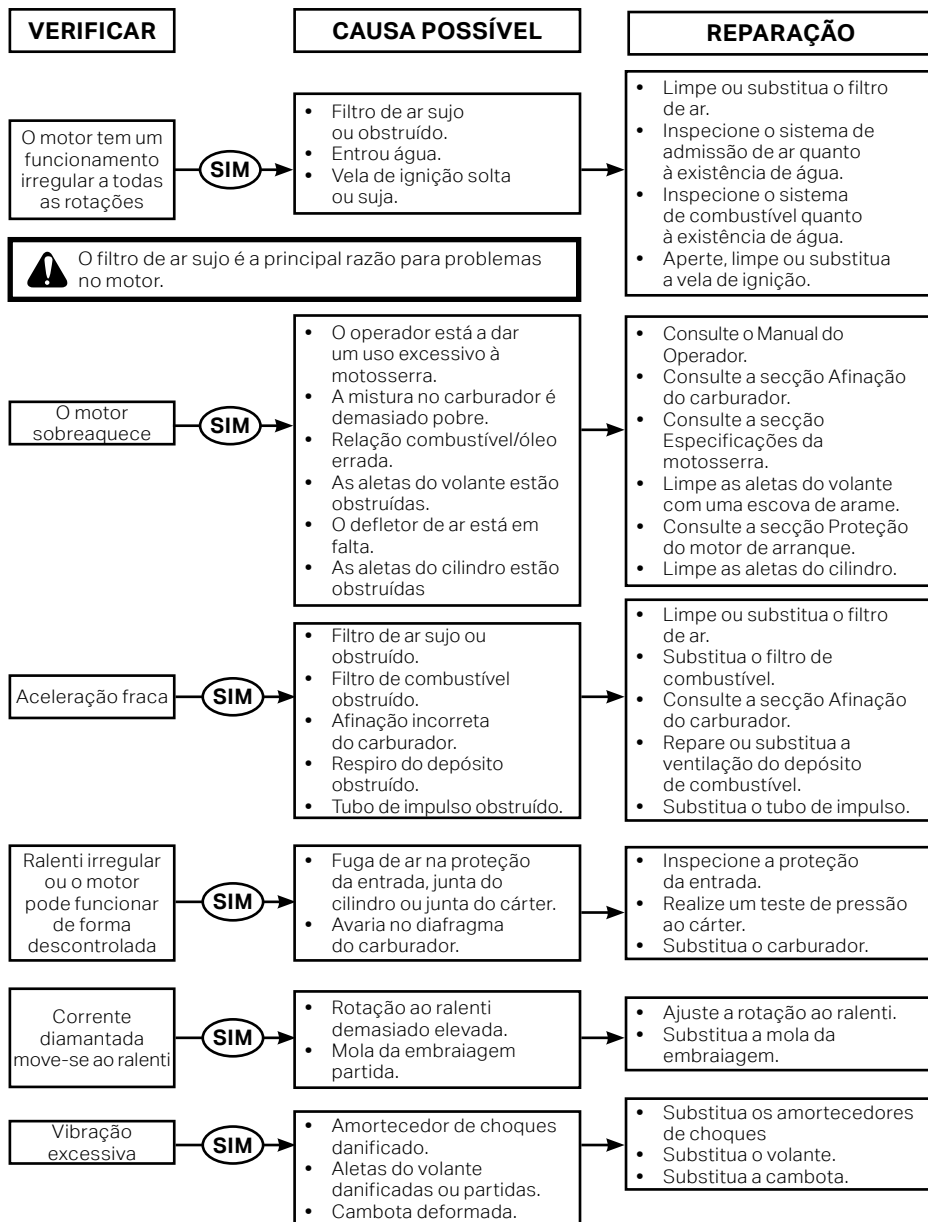 VERIFICAR
CAUSA POSSÍVEL
REPARAÇÃO
O motor tem um
funcionamento
irregular a todas
as rotações
SIM
• Filtro de ar sujo
ou obstruído.
• Entrou água.
• Vela de ignição solta
ou suja.
• Limpe ou substitua o filtro
de ar.
• Inspecione o sistema de
admissão de ar quanto
à existência de água.
• Inspecione o sistema
de combustível quanto
à existência de água.
• Aperte, limpe ou substitua
a vela de ignição.
O filtro de ar sujo é a principal razão para problemas
no motor.
O motor
sobreaquece
SIM
• O operador está a dar
um uso excessivo à
motosserra.
• A mistura no carburador é
demasiado pobre.
• Relação combustível/óleo
errada.
• As aletas do volante estão
obstruídas.
• O defletor de ar está em
falta.
• As aletas do cilindro estão
obstruídas
• Consulte o Manual do
Operador.
• Consulte a secção Afinação
do carburador.
• Consulte a secção
Especificações da
motosserra.
• Limpe as aletas do volante
com uma escova de arame.
• Consulte a secção Proteção
do motor de arranque.
• Limpe as aletas do cilindro.
Aceleração fraca
SIM
• Filtro de ar sujo ou
obstruído.
• Filtro de combustível
obstruído.
• Afinação incorreta
do carburador.
• Respiro do depósito
obstruído.
• Tubo de impulso obstruído.
• Limpe ou substitua o filtro
de ar.
• Substitua o filtro de
combustível.
• Consulte a secção Afinação
do carburador.
• Repare ou substitua a
ventilação do depósito
de combustível.
• Substitua o tubo de impulso.
Ralenti irregular
ou o motor
pode funcionar
de forma
descontrolada
SIM
• Fuga de ar na proteção
da entrada, junta do
cilindro ou junta do cárter.
• Avaria no diafragma
do carburador.
• Inspecione a proteção
da entrada.
• Realize um teste de pressão
ao cárter.
• Substitua o carburador.
Corrente
diamantada
move-se ao ralenti
SIM
• Rotação ao ralenti
demasiado elevada.
• Mola da embraiagem
partida.
• Ajuste a rotação ao ralenti.
• Substitua a mola da
embraiagem.
Vibração
excessiva
SIM
• Amortecedor de choques
danificado.
• Aletas do volante
danificadas ou partidas.
• Cambota deformada.
• Substitua os amortecedores
de choques
• Substitua o volante.
• Substitua a cambota.